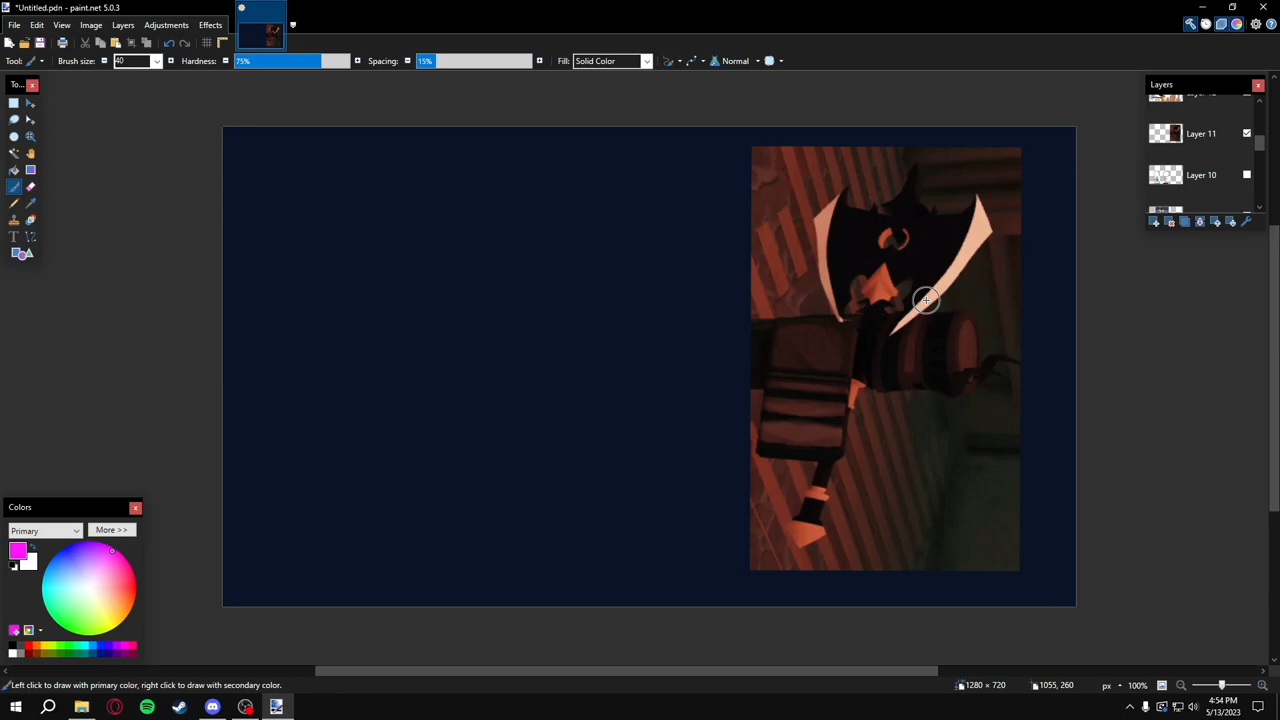 *Untitled.pdn - paint.net 5.0.3
File Edit View Image Layers Adjustments Effects
Tool: Brush size: 40 Hardness: 75% Spacing: 15% Fill: Solid Color Normal
To...
Layers
Layer 11
Layer 10
Colors
Primary More >>
Left click to draw with primary color, right click to draw with secondary color. 1280 × 720 1055, 260 px 100%
4:54 PM
5/13/2023